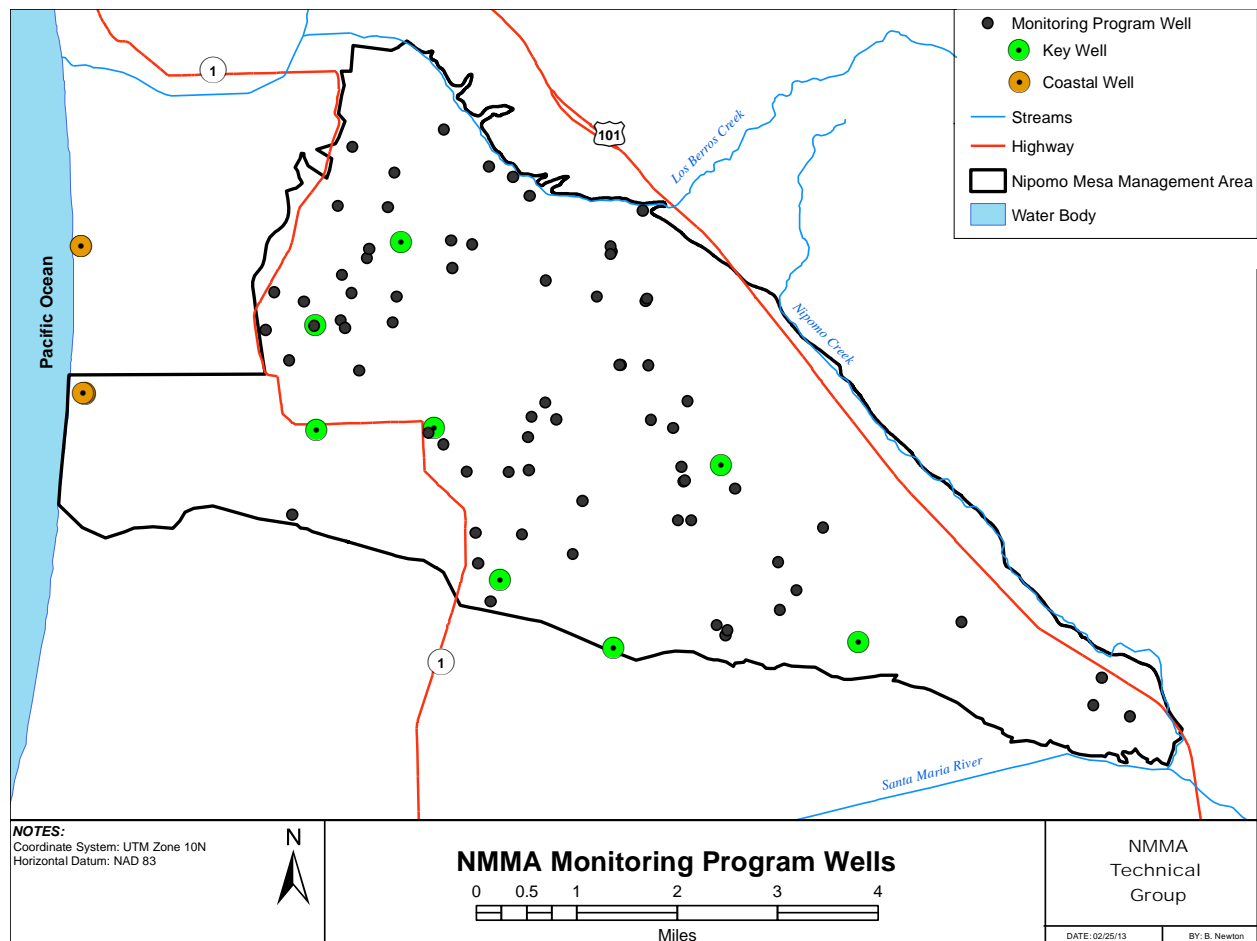 Monitoring Program Well
Key Well
Coastal Well
Streams
Highway
Nipomo Mesa Management Area
Water Body
1
101
Los Berros Creek
Pacific Ocean
Nipomo Creek
1
Santa Maria River
NOTES:
Coordinate System: UTM Zone 10N
Horizontal Datum: NAD 83
N
NMMA Monitoring Program Wells
0 0.5 1 2 3 4
Miles
NMMA
Technical
Group
DATE: 02/25/13 BY: B. Newton